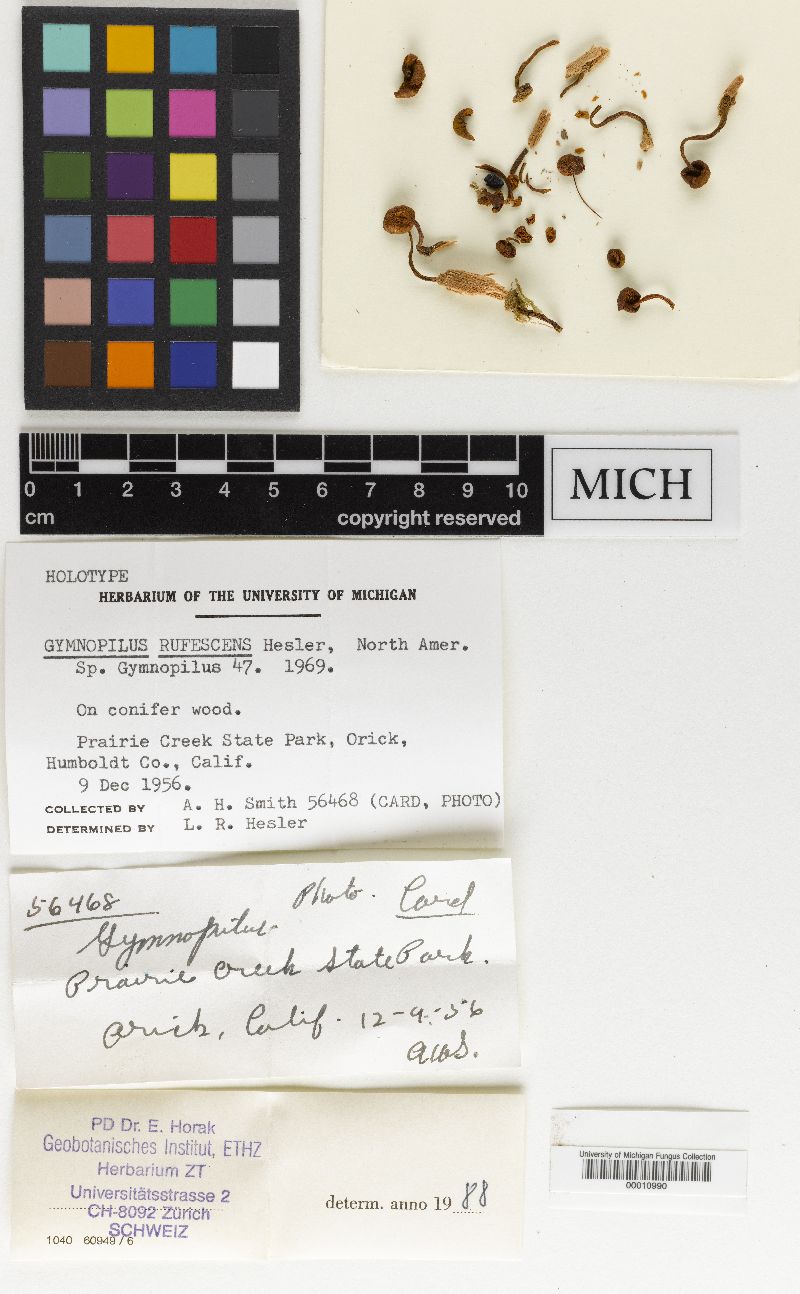 0 1 2 3 4 5 6 7 8 9 10
cm copyright reserved
MICH
HOLOTYPE
HERBARIUM OF THE UNIVERSITY OF MICHIGAN
GYMNOPILUS RUFESCENS Hesler, North Amer.
Sp. Gymnopilus 47. 1969.
On conifer wood.
Prairie Creek State Park, Orick,
Humboldt Co., Calif.
9 Dec 1956.
COLLECTED BY A. H. Smith 56468 (CARD, PHOTO)
DETERMINED BY L. R. Hesler
56468 Photo. Card
Gymnopilus
Prairie Creek State Park.
Orick, Calif. 12-9-56
PD Dr. E. Horak
Geobotanisches Institut, ETHZ
Herbarium ZT
Universitätsstrasse 2
CH-8092 Zürich
SCHWEIZ
1040 60949/6
determ. anno 1988
University of Michigan Fungus Collection
00010990